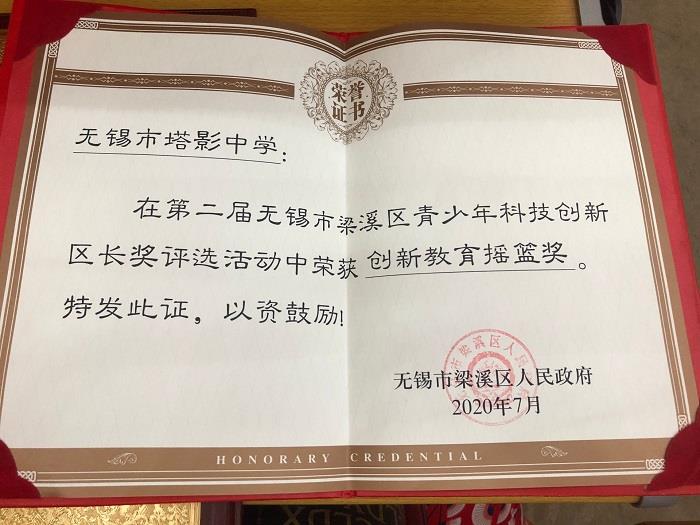 荣誉
证书
无锡市塔影中学：
在第二届无锡市梁溪区青少年科技创新
区长奖评选活动中荣获 创新教育摇篮奖 。
特发此证，以资鼓励！
无锡市梁溪区人民政府
2020年7月
HONORARY CREDENTIAL